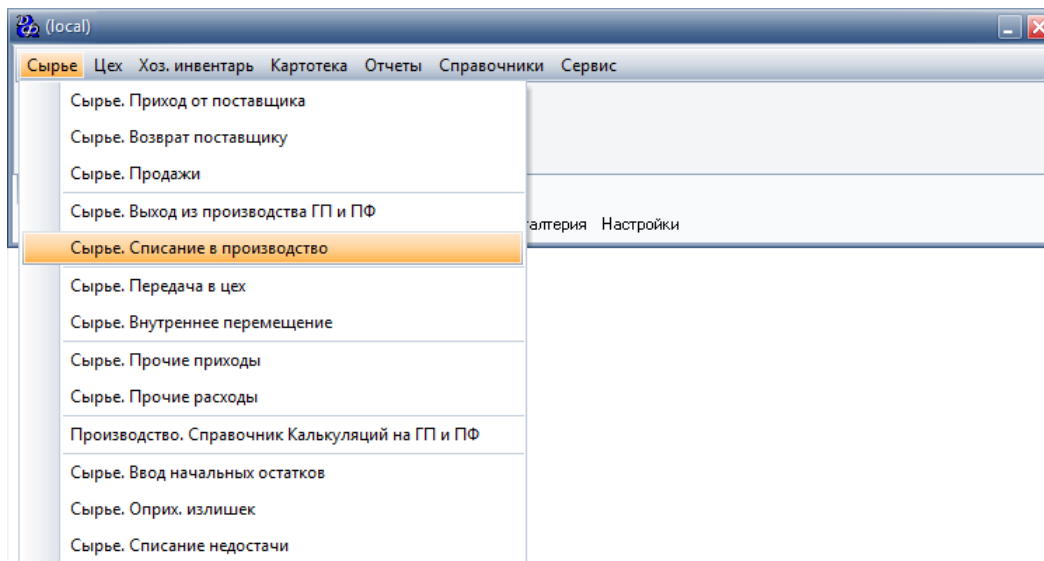 (local)
Сырье Цех Хоз. инвентарь Картотека Отчеты Справочники Сервис
Сырье. Приход от поставщика
Сырье. Возврат поставщику
Сырье. Продажи
Сырье. Выход из производства ГП и ПФ
алтерия Настройки
Сырье. Списание в производство
Сырье. Передача в цех
Сырье. Внутреннее перемещение
Сырье. Прочие приходы
Сырье. Прочие расходы
Производство. Справочник Калькуляций на ГП и ПФ
Сырье. Ввод начальных остатков
Сырье. Оприх. излишек
Сырье. Списание недостачи